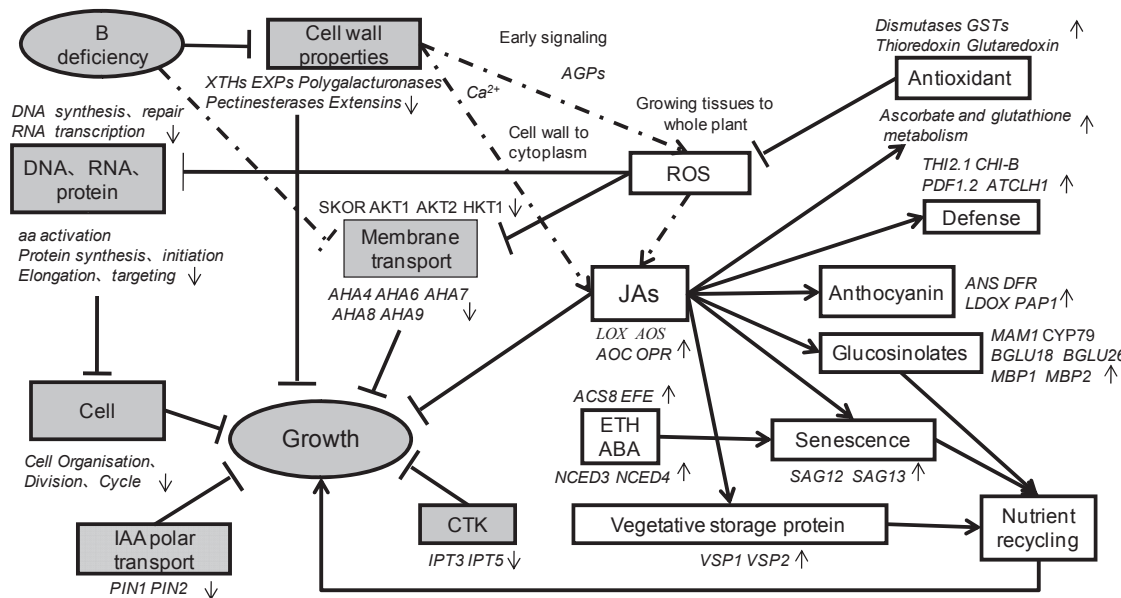 B
deficiency
Cell wall
properties
XTHs EXPs Polygalacturonases
Pectinesterases Extensins↓
Early signaling
AGPs
Ca²⁺
Growing tissues to
whole plant
Cell wall to
cytoplasm
Dismutases GSTs
Thioredoxin Glutaredoxin ↑
Antioxidant
Ascorbate and glutathione
metabolism ↑
DNA synthesis、repair
RNA transcription ↓
DNA、RNA、
protein
ROS
THI2.1 CHI-B
PDF1.2 ATCLH1 ↑
Defense
SKOR AKT1 AKT2 HKT1 ↓
Membrane
transport
aa activation
Protein synthesis、initiation
Elongation、targeting ↓
AHA4 AHA6 AHA7
AHA8 AHA9 ↓
JAs
LOX AOS
AOC OPR ↑
Anthocyanin
ANS DFR
LDOX PAP1 ↑
Glucosinolates
MAM1 CYP79
BGLU18 BGLU26
MBP1 MBP2 ↑
Cell
Growth
ACS8 EFE ↑
ETH
ABA
NCED3 NCED4 ↑
Senescence
SAG12 SAG13 ↑
Cell Organisation、
Division、Cycle ↓
IAA polar
transport
PIN1 PIN2 ↓
CTK
IPT3 IPT5 ↓
Vegetative storage protein
VSP1 VSP2 ↑
Nutrient
recycling